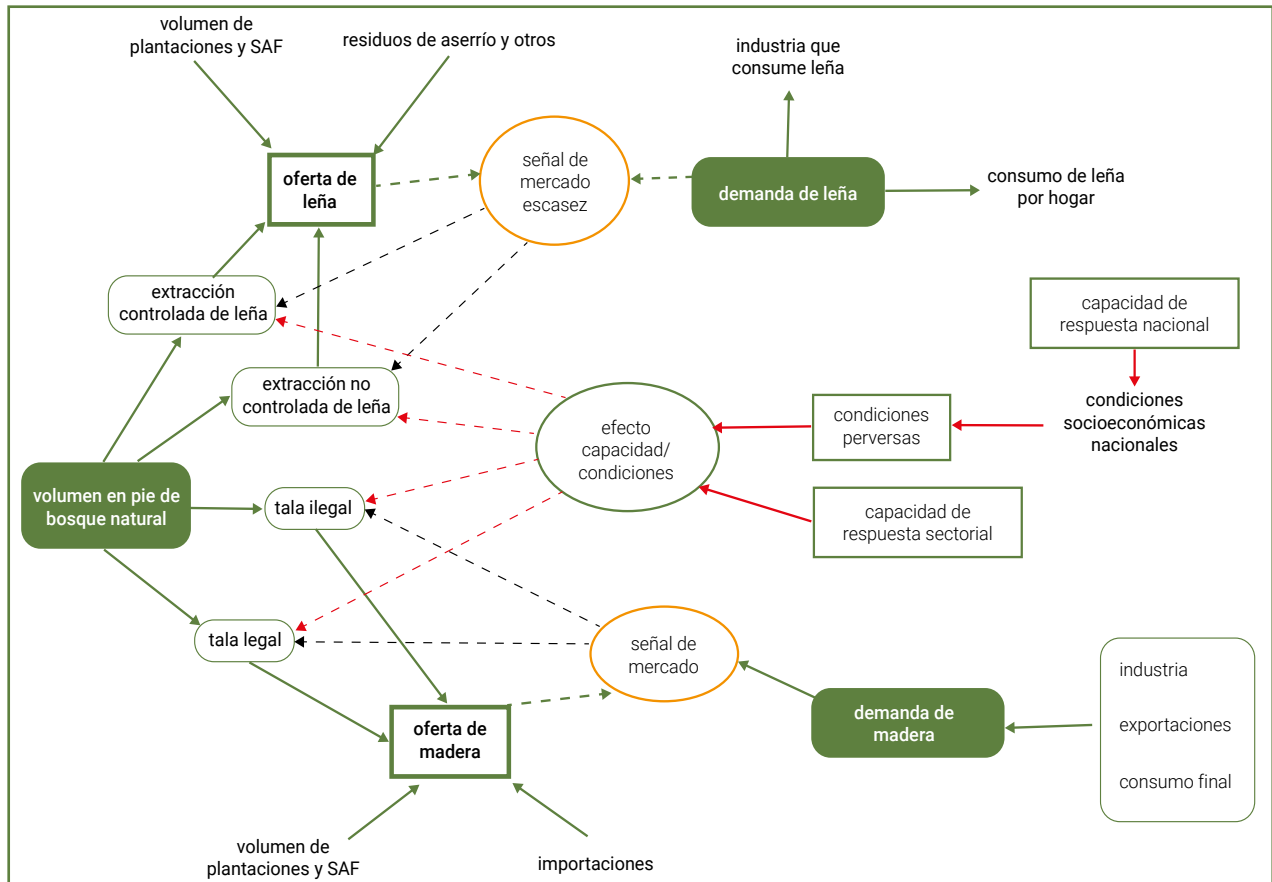 volumen de
plantaciones y SAF
residuos de aserrío y otros
industria que
consume leña
oferta de
leña
señal de
mercado
escasez
demanda de leña
consumo de leña
por hogar
extracción
controlada de leña
capacidad de
respuesta nacional
extracción no
controlada de leña
efecto
capacidad/
condiciones
condiciones
perversas
condiciones
socioeconómicas
nacionales
volumen en pie de
bosque natural
tala ilegal
capacidad de
respuesta sectorial
tala legal
señal de
mercado
industria
exportaciones
consumo final
oferta de
madera
demanda de
madera
volumen de
plantaciones y SAF
importaciones